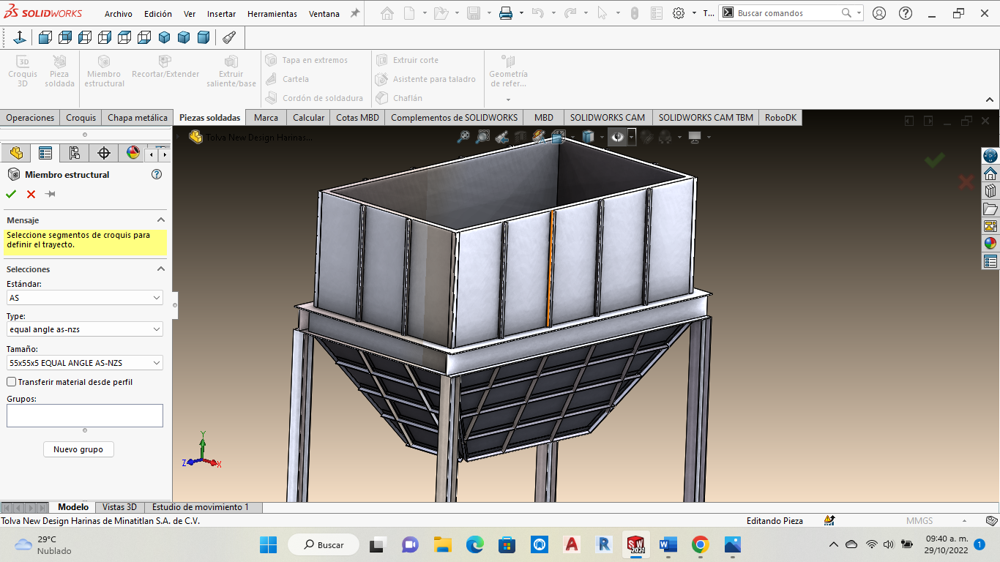 SOLIDWORKS Archivo Edición Ver Insertar Herramientas Ventana T... Buscar comandos
3D
Croquis 3D
Pieza soldada
Miembro estructural
Recortar/Extender
Extruir saliente/base
Tapa en extremos
Cartela
Cordón de soldadura
Extruir corte
Asistente para taladro
Chaflán
Geometría de refer...
Operaciones Croquis Chapa metálica Piezas soldadas Marca Calcular Cotas MBD Complementos de SOLIDWORKS MBD SOLIDWORKS CAM SOLIDWORKS CAM TBM RoboDK
Tolva New Design Harinas...
Miembro estructural
Mensaje
Seleccione segmentos de croquis para
definir el trayecto.
Selecciones
Estándar:
AS
Type:
equal angle as-nzs
Tamaño:
55x55x5 EQUAL ANGLE AS-NZS
Transferir material desde perfil
Grupos:
Nuevo grupo
Y
Z
X
Modelo Vistas 3D Estudio de movimiento 1
Tolva New Design Harinas de Minatitlan S.A. de C.V. Editando Pieza MMGS
29°C
Nublado
Buscar
A
R
SW
2021
W
09:40 a. m.
29/10/2022
1